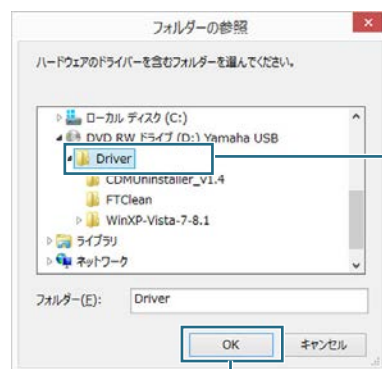 フォルダーの参照
ハードウェアのドライバーを含むフォルダーを選んでください。
ローカル ディスク (C:)
DVD RW ドライブ (D:) Yamaha USB
Driver
CDMUninstaller_v1.4
FTClean
WinXP-Vista-7-8.1
ライブラリ
ネットワーク
フォルダー(F): Driver
OK キャンセル